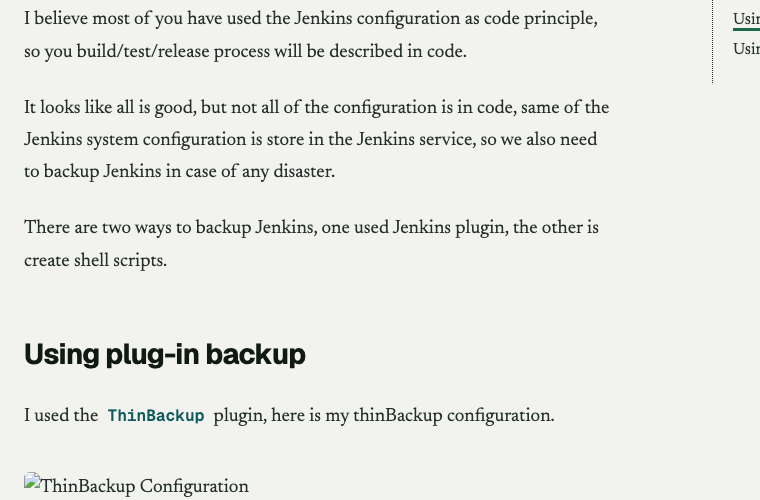 I believe most of you have used the Jenkins configuration as code principle,
so you build/test/release process will be described in code.
It looks like all is good, but not all of the configuration is in code, same of the
Jenkins system configuration is store in the Jenkins service, so we also need
to backup Jenkins in case of any disaster.
There are two ways to backup Jenkins, one used Jenkins plugin, the other is
create shell scripts.
Using plug-in backup
I used the ThinBackup plugin, here is my thinBackup configuration.
ThinBackup Configuration